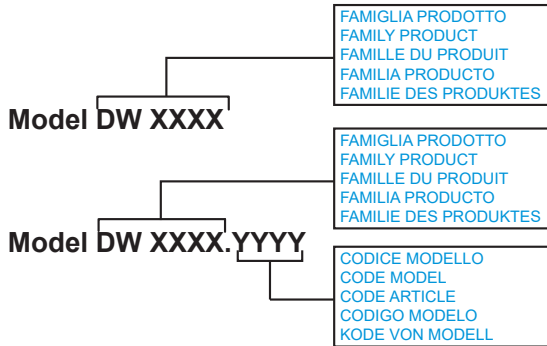 FAMIGLIA PRODOTTO
FAMILY PRODUCT
FAMILLE DU PRODUIT
FAMILIA PRODUCTO
FAMILIE DES PRODUKTES
Model DW XXXX
FAMIGLIA PRODOTTO
FAMILY PRODUCT
FAMILLE DU PRODUIT
FAMILIA PRODUCTO
FAMILIE DES PRODUKTES
Model DW XXXX.YYYY
CODICE MODELLO
CODE MODEL
CODE ARTICLE
CODIGO MODELO
KODE VON MODELL